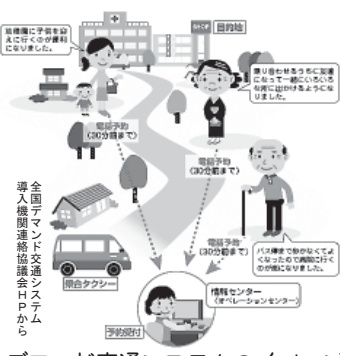 幼稚園に子供を迎
えに行くのが便利
になりました。
SHOP
目的地
乗り合わせるうちに友達
になって一緒にいろいろ
な所に出かけるようにな
りました。
電話予約
(30分前まで)
電話予約
(30分前まで)
電話予約
(30分前まで)
バス停まで歩かなくてよ
くなったので病院に行く
のが楽になりました。
乗合タクシー
情報センター
(オペレーションセンター)
予約受付
全国デマンド交通システム
導入機関連絡協議会HPから